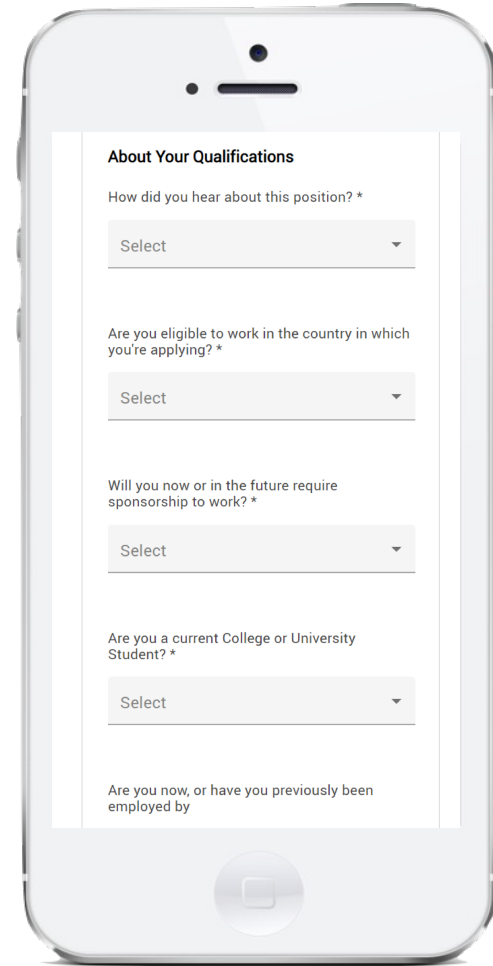 About Your Qualifications
How did you hear about this position? *
Select
Are you eligible to work in the country in which
you're applying? *
Select
Will you now or in the future require
sponsorship to work? *
Select
Are you a current College or University
Student? *
Select
Are you now, or have you previously been
employed by